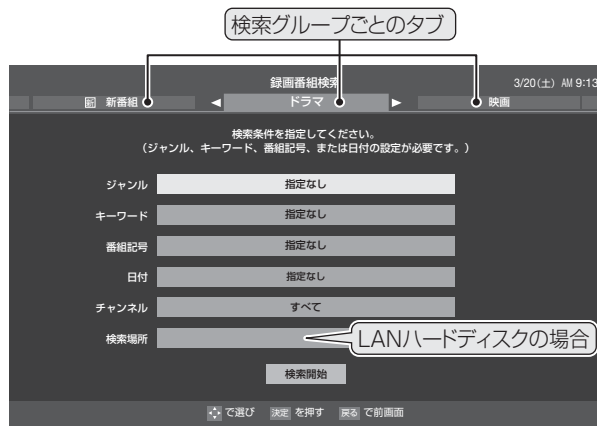 検索グループごとのタブ
録画番組検索
3/20(土) AM 9:13
新 新番組
◀ ドラマ ▶
映画
検索条件を指定してください。
(ジャンル、キーワード、番組記号、または日付の設定が必要です。)
ジャンル 指定なし
キーワード 指定なし
番組記号 指定なし
日付 指定なし
チャンネル すべて
検索場所
LANハードディスクの場合
検索開始
で選び 決定 を押す 戻る で前画面